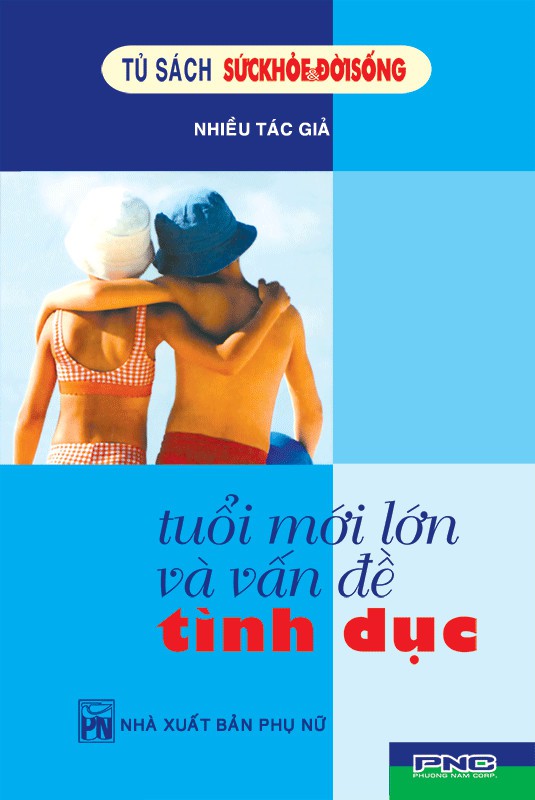 TỦ SÁCH SỨCKHỎE&ĐỜISỐNG
NHIỀU TÁC GIẢ
tuổi mới lớn
và vấn đề
tình dục
PN NHÀ XUẤT BẢN PHỤ NỮ
PNC
PHUONG NAM CORP.